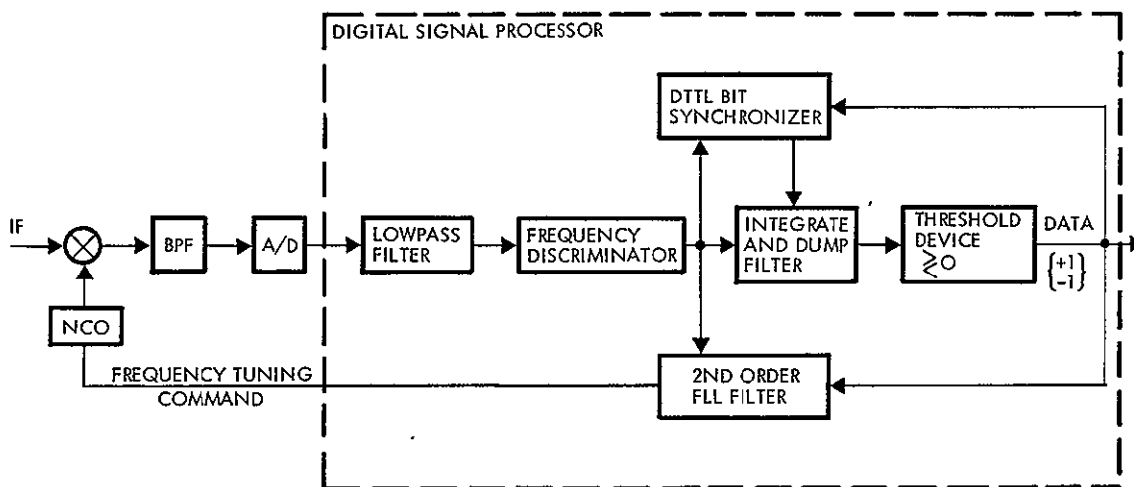 DIGITAL SIGNAL PROCESSOR
DTTL BIT
SYNCHRONIZER
IF
BPF
A/D
LOWPASS
FILTER
FREQUENCY
DISCRIMINATOR
INTEGRATE
AND DUMP
FILTER
THRESHOLD
DEVICE
≷0
DATA
{+1
-1}
NCO
FREQUENCY TUNING
COMMAND
2ND ORDER
FLL FILTER